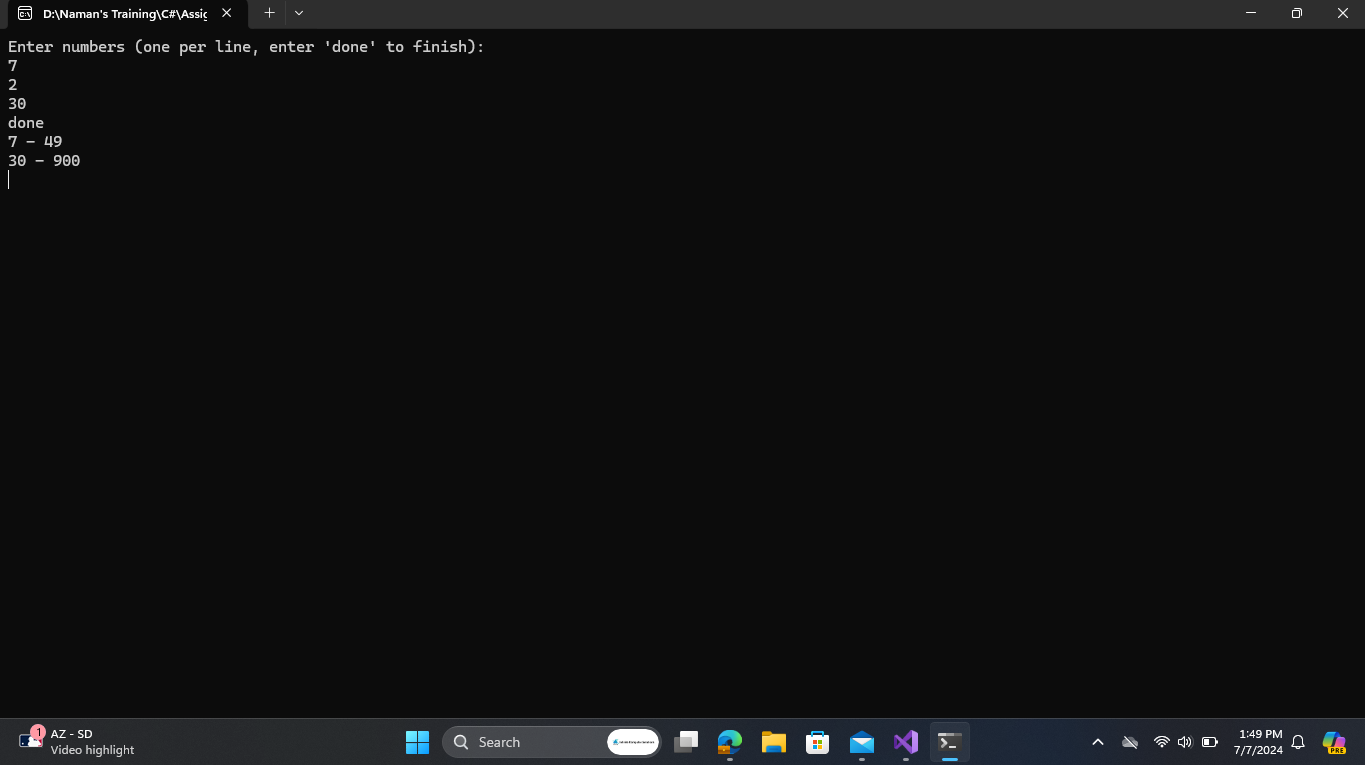 D:\Naman's Training\C#\Assig
Enter numbers (one per line, enter 'done' to finish):
7
2
30
done
7 - 49
30 - 900
1
AZ - SD
Video highlight
Search
1:49 PM
7/7/2024
PRE